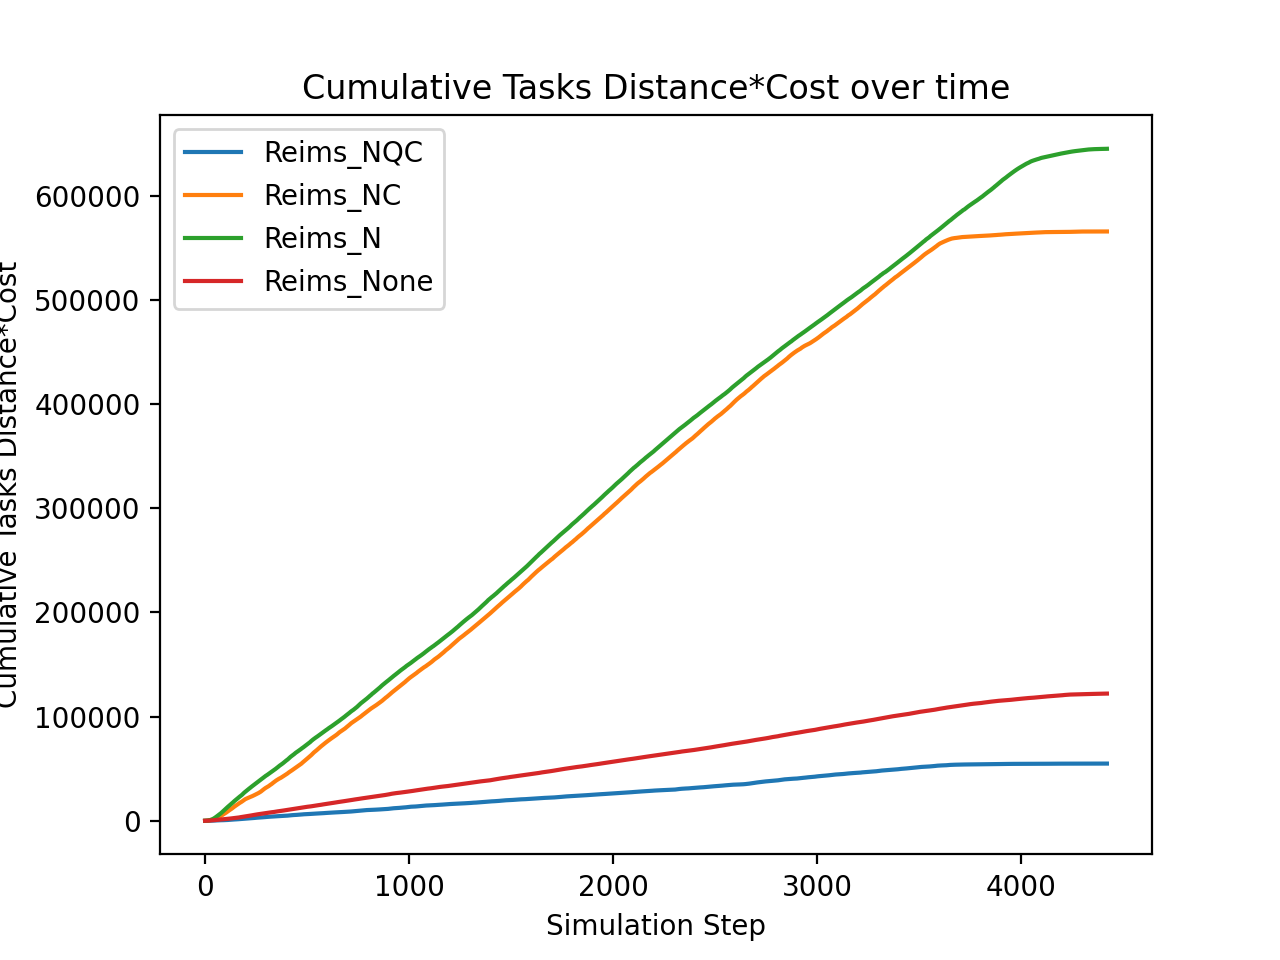 Cumulative Tasks Distance*Cost over time
Reims_NQC
Reims_NC
Reims_N
Reims_None
Cumulative Tasks Distance*Cost
600000
500000
400000
300000
200000
100000
0
0 1000 2000 3000 4000
Simulation Step